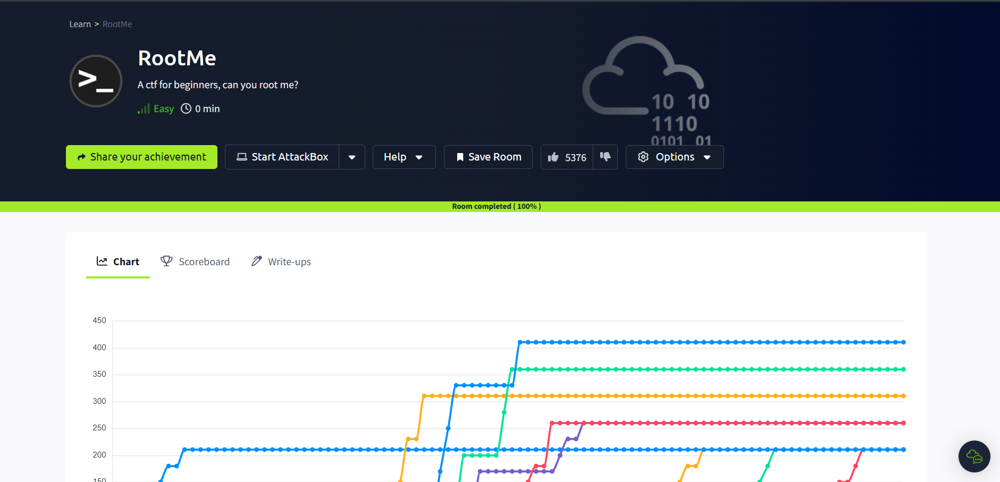 Learn > RootMe
RootMe
A ctf for beginners, can you root me?
Easy 0 min
10 10
1110
0101 01
Share your achievement Start AttackBox Help Save Room 5376 Options
Room completed ( 100% )
Chart Scoreboard Write-ups
450
400
350
300
250
200
150